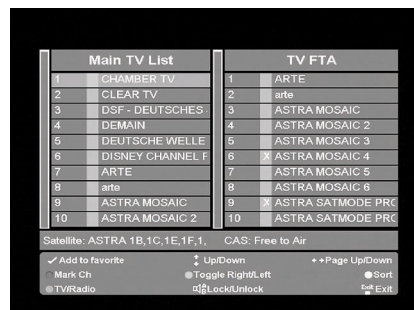 Main TV List
1 CHAMBER TV
2 CLEAR TV
3 DSF - DEUTSCHES
4 DEMAIN
5 DEUTSCHE WELLE
6 DISNEY CHANNEL F
7 ARTE
8 arte
9 ASTRA MOSAIC
10 ASTRA MOSAIC 2
TV FTA
1 ARTE
2 arte
3 ASTRA MOSAIC
4 ASTRA MOSAIC 2
5 ASTRA MOSAIC 3
6 X ASTRA MOSAIC 4
7 ASTRA MOSAIC 5
8 ASTRA MOSAIC 6
9 X ASTRA SATMODE PRO
10 ASTRA SATMODE PRO
Satellite: ASTRA 1B,1C,1E,1F,1, CAS: Free to Air
Add to favorite Up/Down Page Up/Down
Mark Ch Toggle Right/Left Sort
TV/Radio Lock/Unlock Exit Exit